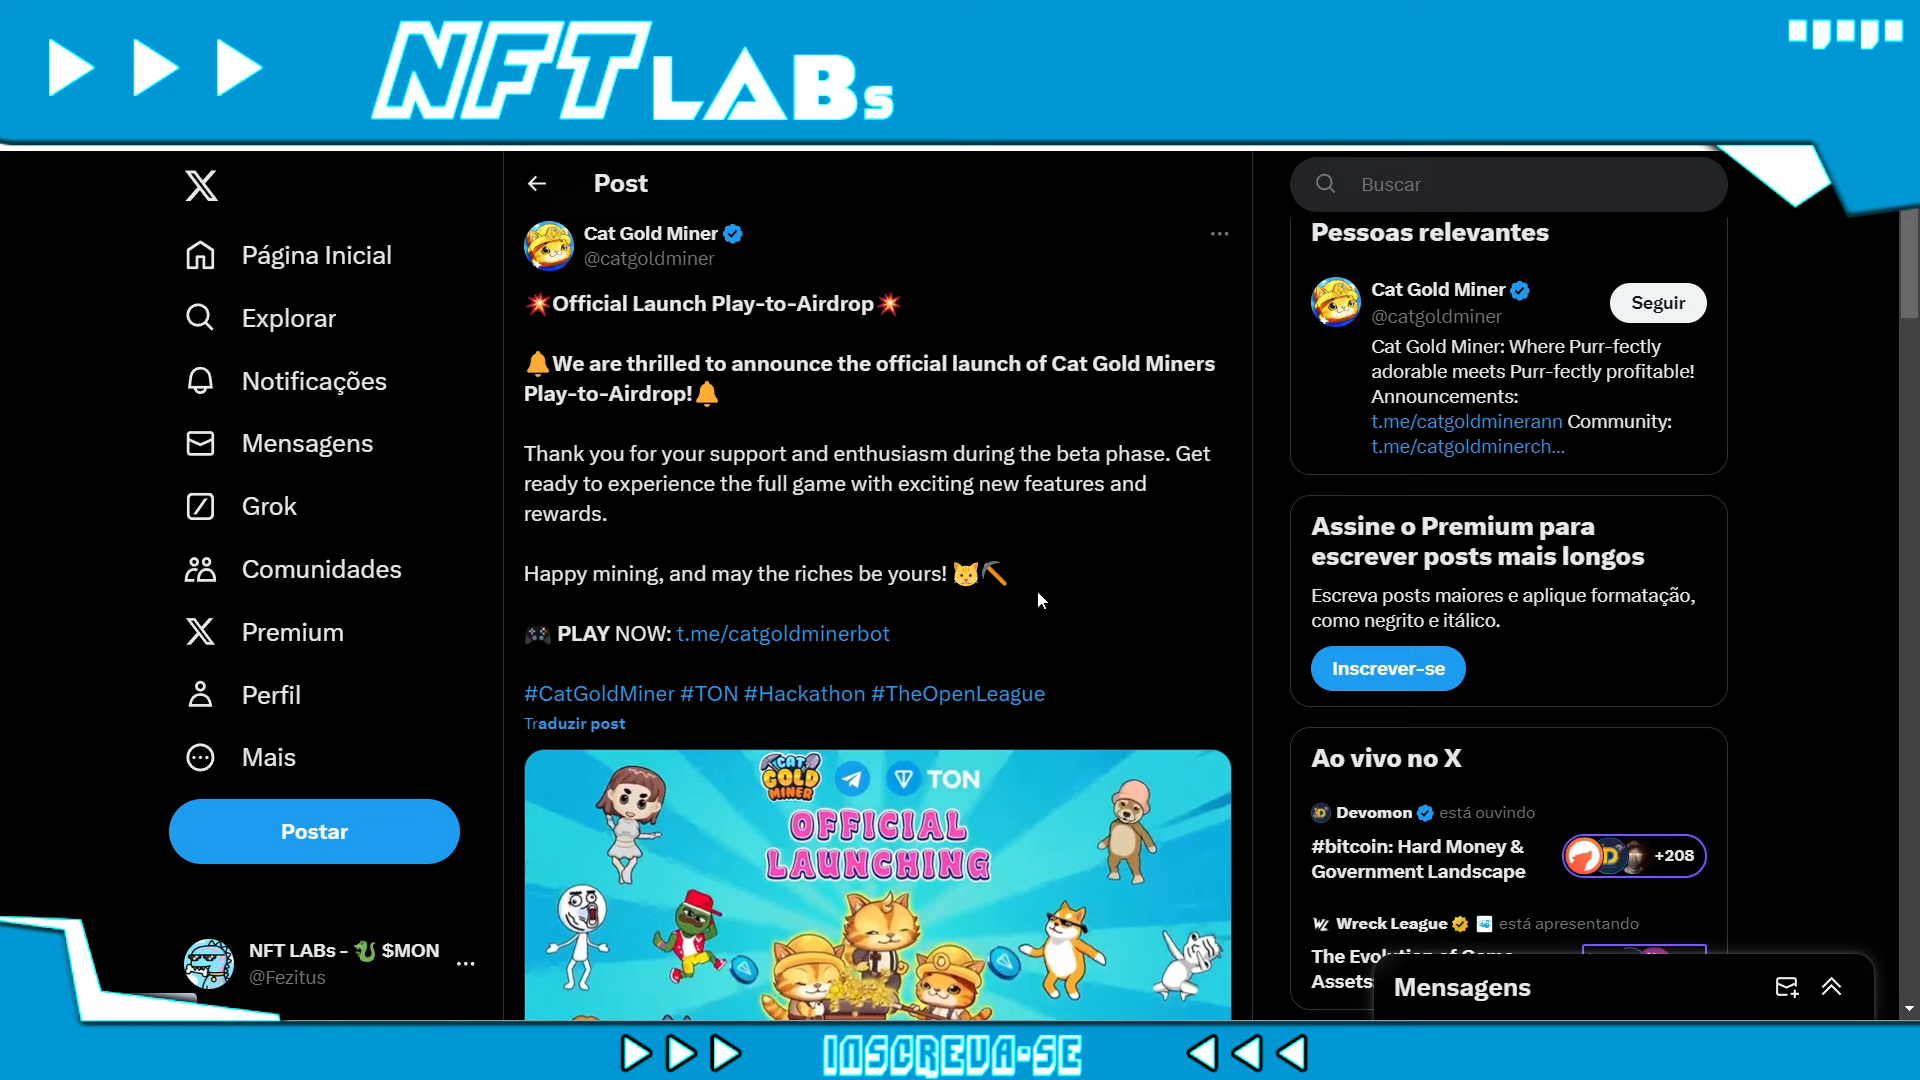 NFT LABs
Página Inicial
Explorar
Notificações
Mensagens
Grok
Comunidades
Premium
Perfil
Mais
Postar
NFT LABs - 🐉 $MON
@Fezitus
Post
Cat Gold Miner
@catgoldminer
💥Official Launch Play-to-Airdrop💥
🔔We are thrilled to announce the official launch of Cat Gold Miners
Play-to-Airdrop!🔔
Thank you for your support and enthusiasm during the beta phase. Get
ready to experience the full game with exciting new features and
rewards.
Happy mining, and may the riches be yours! 🐱⛏️
🎮 PLAY NOW: t.me/catgoldminerbot
#CatGoldMiner #TON #Hackathon #TheOpenLeague
Traduzir post
CAT GOLD MINER
TON
OFFICIAL
LAUNCHING
Buscar
Pessoas relevantes
Cat Gold Miner
@catgoldminer
Seguir
Cat Gold Miner: Where Purr-fectly
adorable meets Purr-fectly profitable!
Announcements:
t.me/catgoldminerann Community:
t.me/catgoldminerch...
Assine o Premium para
escrever posts mais longos
Escreva posts maiores e aplique formatação,
como negrito e itálico.
Inscrever-se
Ao vivo no X
Devomon está ouvindo
#bitcoin: Hard Money &
Government Landscape
+208
Wreck League está apresentando
The Evolution of Game
Assets
Mensagens
INSCREVA-SE